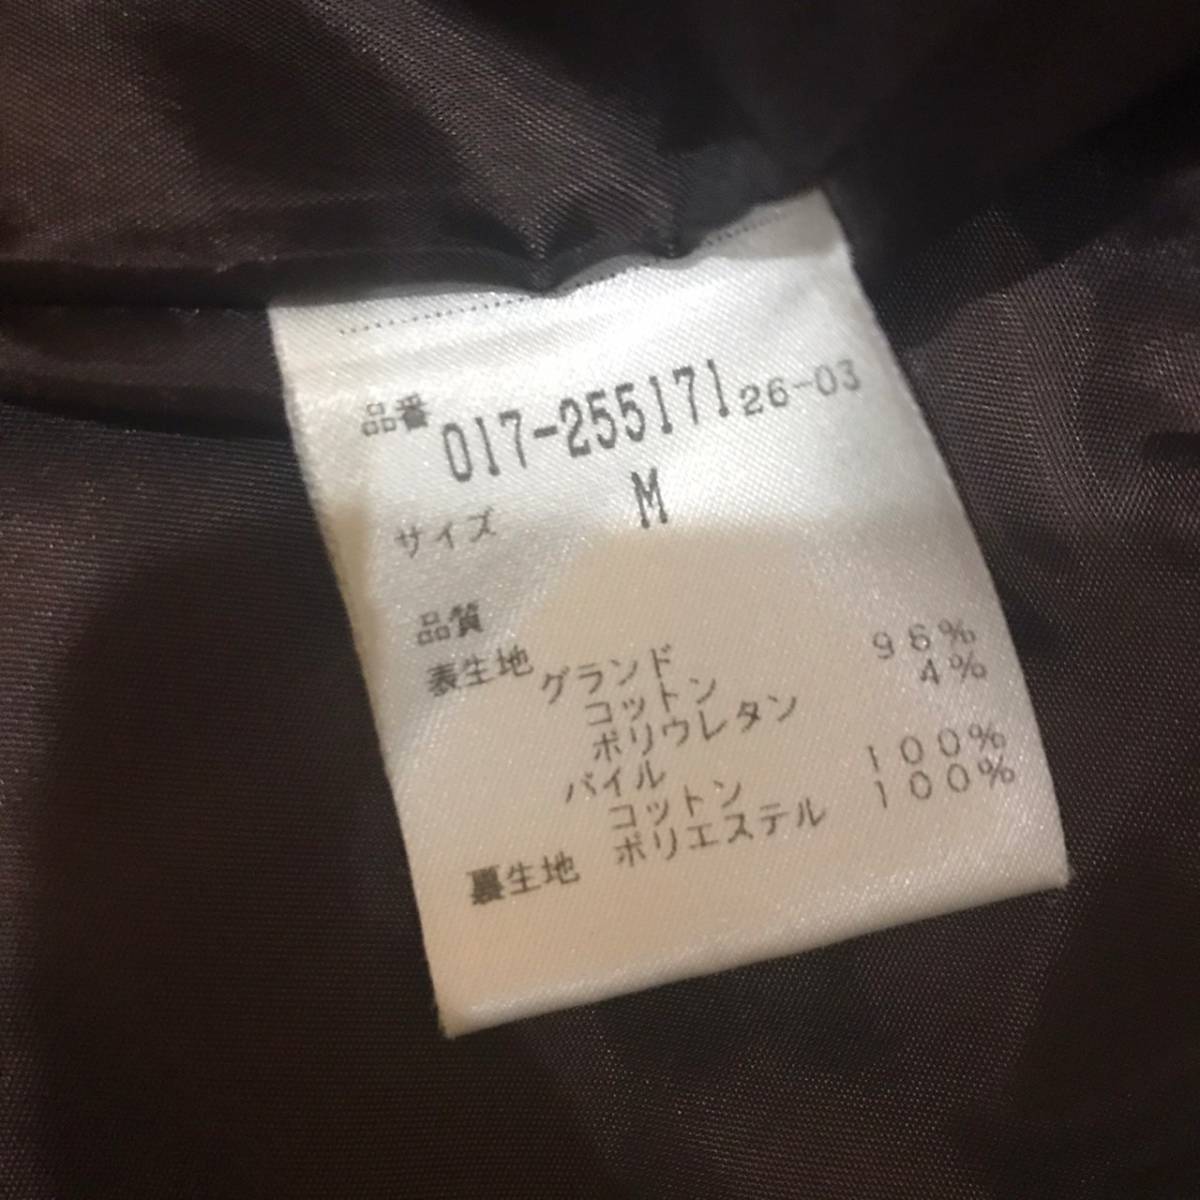 品番 017-255171 26-03
サイズ M
品質
表生地 グランド
コットン 96%
ポリウレタン 4%
パイル
コットン 100%
裏生地 ポリエステル 100%